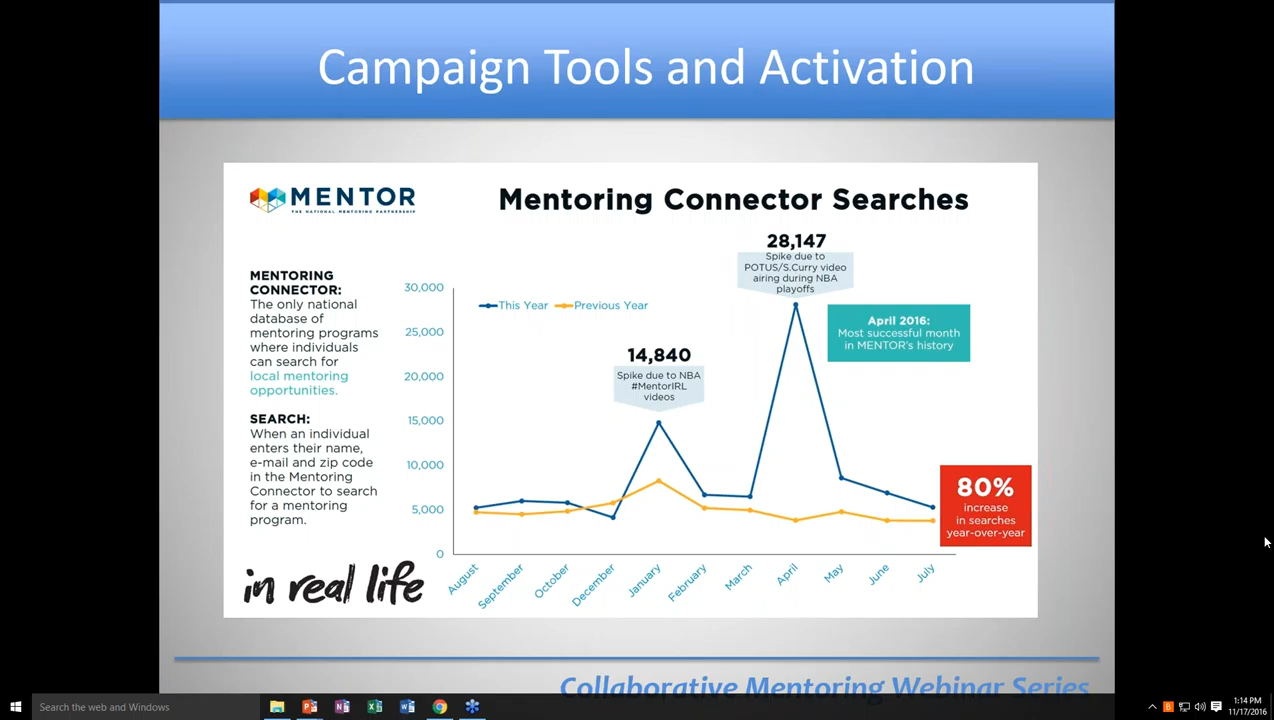 Campaign Tools and Activation
MENTOR
THE NATIONAL MENTORING PARTNERSHIP
Mentoring Connector Searches
MENTORING
CONNECTOR:
The only national
database of
mentoring programs
where individuals
can search for
local mentoring
opportunities.
SEARCH:
When an individual
enters their name,
e-mail and zip code
in the Mentoring
Connector to search
for a mentoring
program.
in real life
30,000
25,000
20,000
15,000
10,000
5,000
0
This Year
Previous Year
14,840
Spike due to NBA
#MentorIRL
videos
28,147
Spike due to
POTUS/S.Curry video
airing during NBA
playoffs
April 2016:
Most successful month
in MENTOR's history
80%
increase
in searches
year-over-year
August
September
October
December
January
February
March
April
May
June
July
Collaborative Mentoring Webinar Series
Search the web and Windows
1:14 PM
11/17/2016